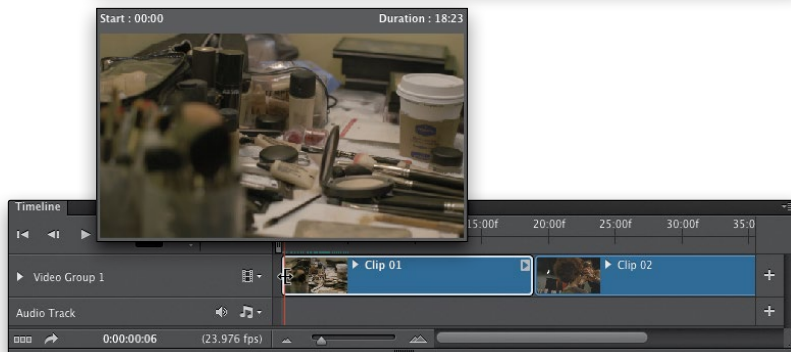 Start : 00:00 Duration : 18:23
Timeline
15:00f 20:00f 25:00f 30:00f 35:0
Video Group 1
Clip 01
Clip 02
Audio Track
0:00:00:06 (23.976 fps)